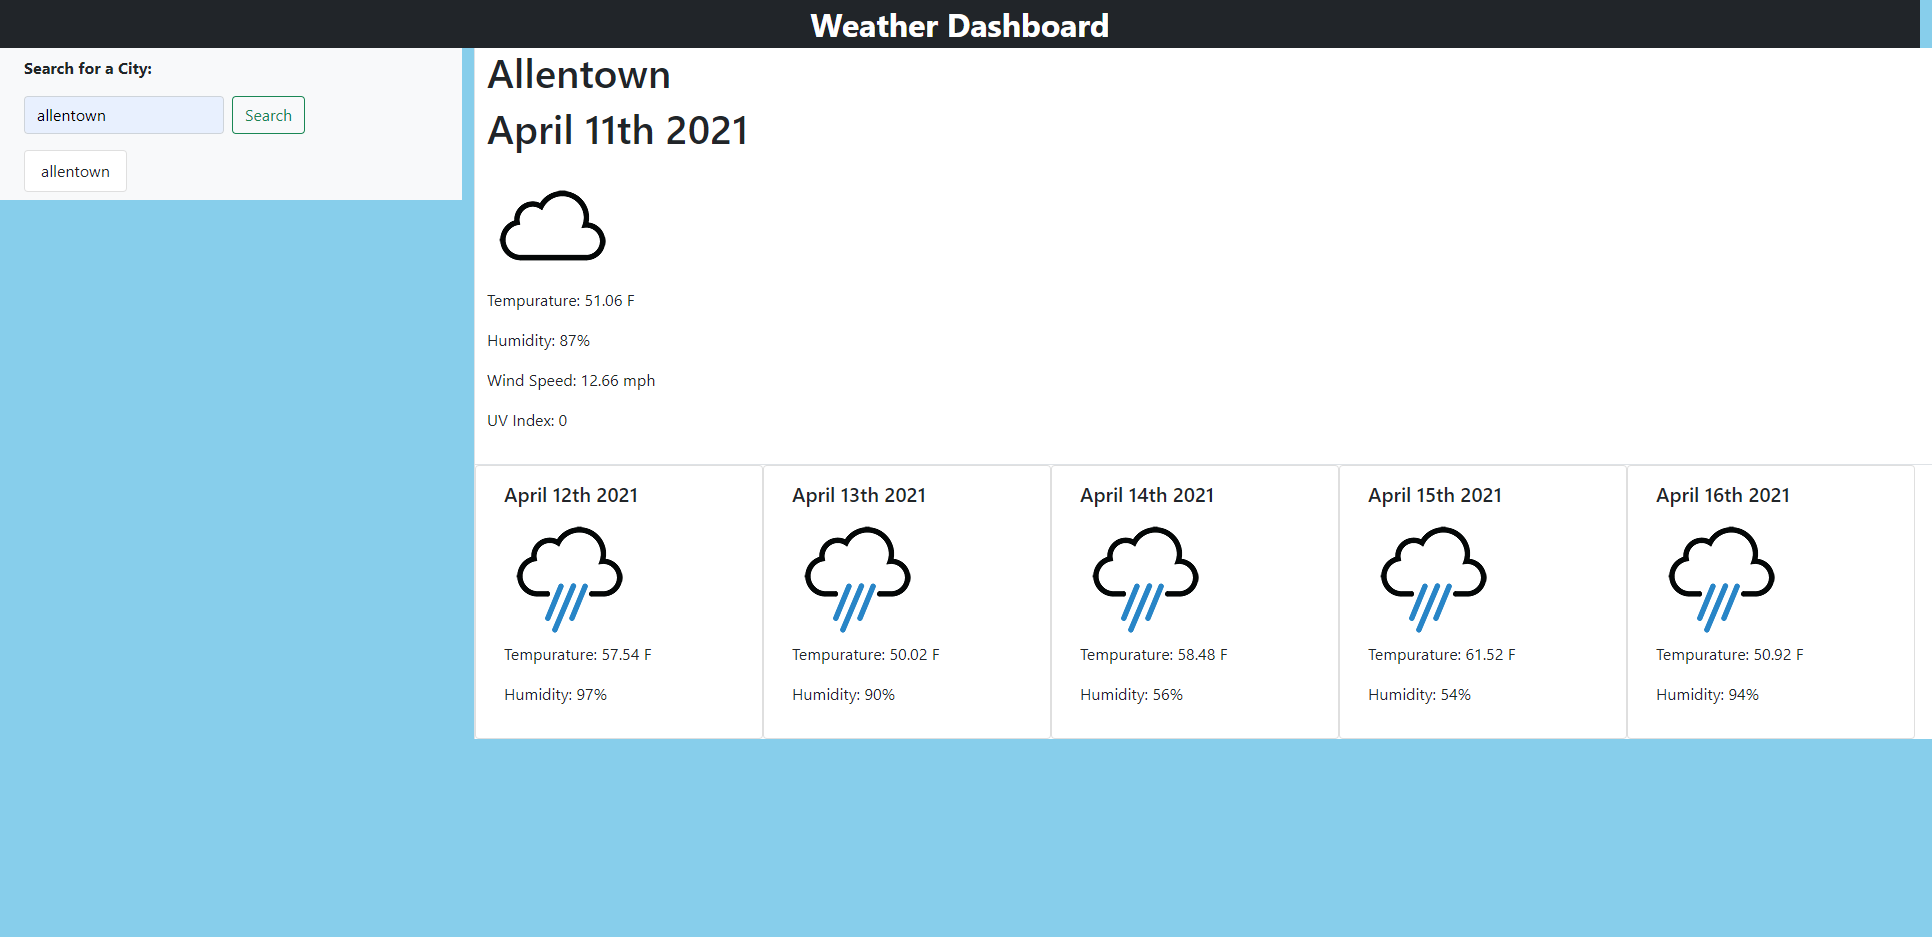 Weather Dashboard
Search for a City:
allentown
Search
allentown
Allentown
April 11th 2021
Tempurature: 51.06 F
Humidity: 87%
Wind Speed: 12.66 mph
UV Index: 0
April 12th 2021
Tempurature: 57.54 F
Humidity: 97%
April 13th 2021
Tempurature: 50.02 F
Humidity: 90%
April 14th 2021
Tempurature: 58.48 F
Humidity: 56%
April 15th 2021
Tempurature: 61.52 F
Humidity: 54%
April 16th 2021
Tempurature: 50.92 F
Humidity: 94%